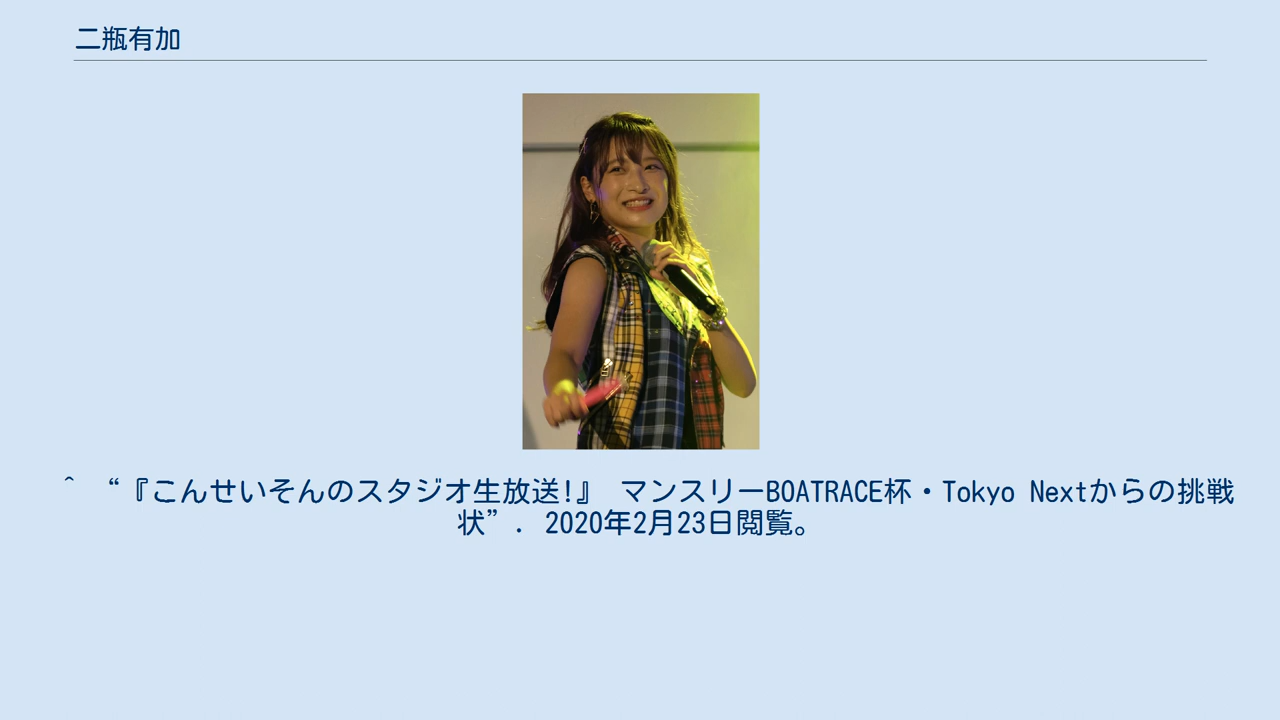 二瓶有加
^ “『こんせいそんのスタジオ生放送!』 マンスリーBOATRACE杯・Tokyo Nextからの挑戦
状”. 2020年2月23日閲覧。